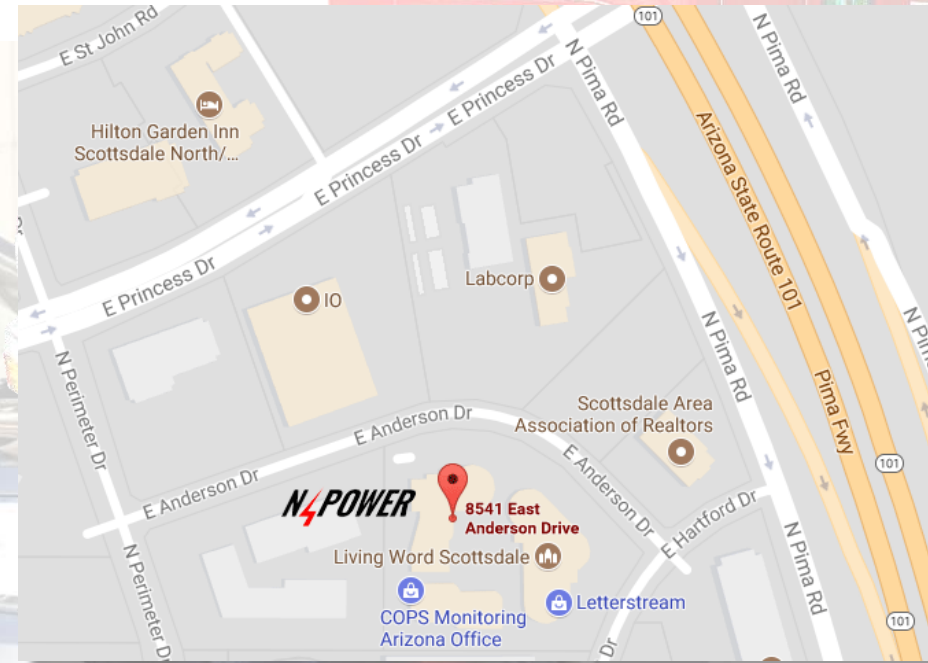 101
E St John Rd
N Pima Rd
N Pima Rd
E Princess Dr
Hilton Garden Inn
Scottsdale North/...
E Princess Dr
Arizona State Route 101
E Princess Dr
Labcorp
IO
N Pima Rd
N Perimeter Dr
Pima Fwy
Scottsdale Area
Association of Realtors
E Anderson Dr
E Anderson Dr
E Anderson Dr
101
N POWER
8541 East
Anderson Drive
E Hartford Dr
N Perimeter Dr
Living Word Scottsdale
N Pima Rd
COPS Monitoring
Arizona Office
Letterstream
101
Dr